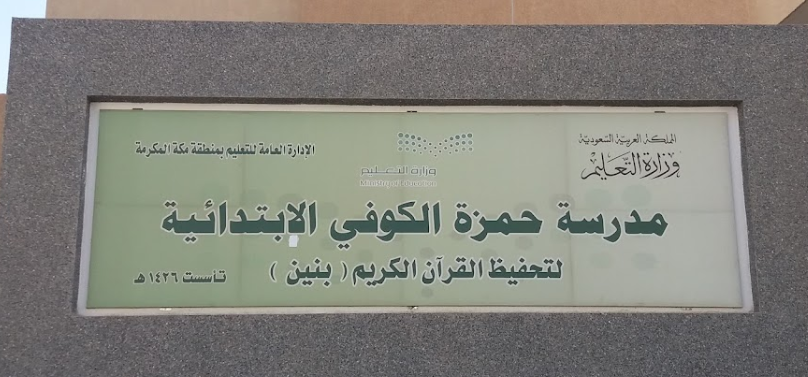 المملكة العربية السعودية
وزارة التعليم
وزارة التعليم
Ministry of Education
الإدارة العامة للتعليم بمنطقة مكة المكرمة
مدرسة حمزة الكوفي الابتدائية
لتحفيظ القرآن الكريم ( بنين )
تأسست ١٤٢٦ هـ